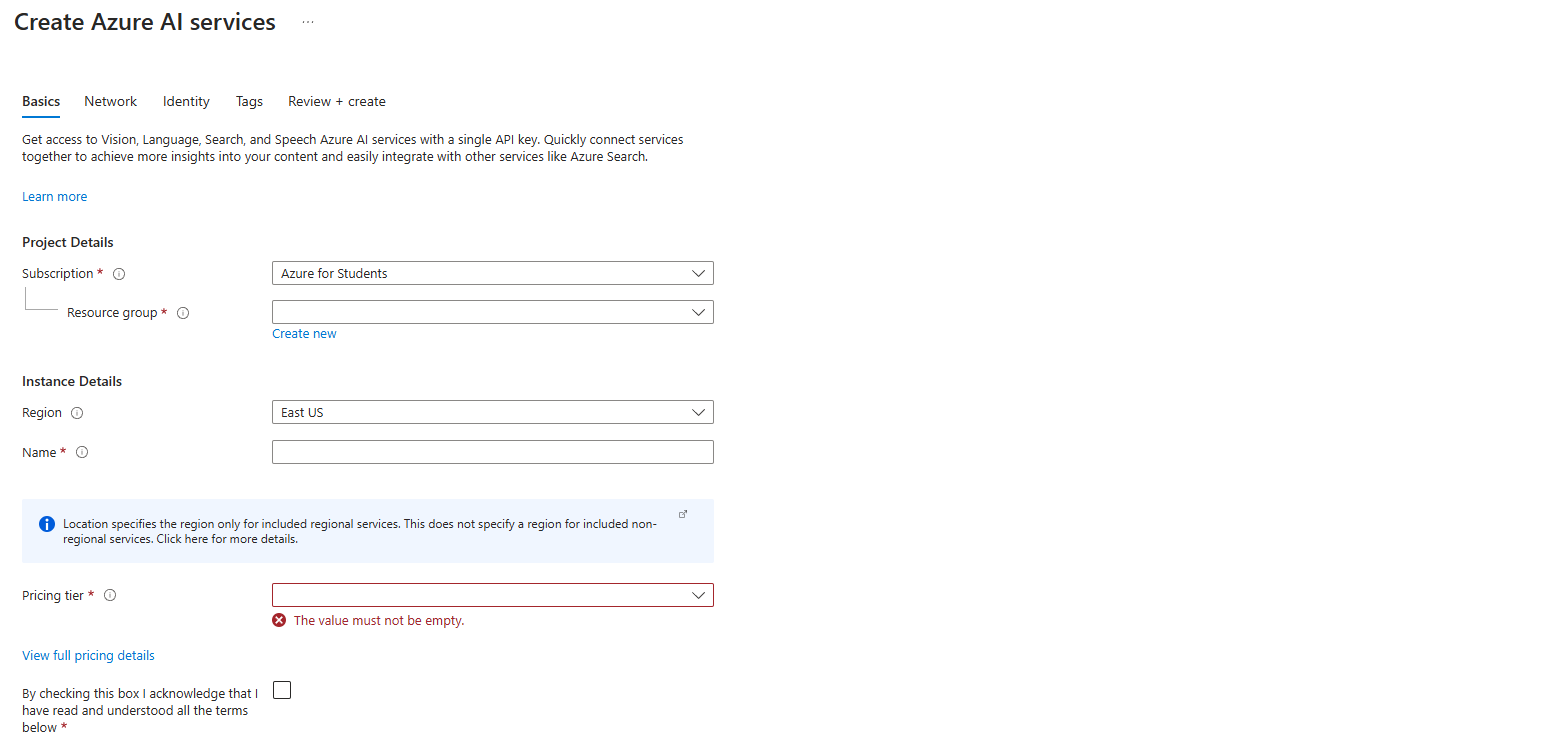 Create Azure AI services ...
Basics Network Identity Tags Review + create
Get access to Vision, Language, Search, and Speech Azure AI services with a single API key. Quickly connect services
together to achieve more insights into your content and easily integrate with other services like Azure Search.
Learn more
Project Details
Subscription * Azure for Students
Resource group *
Create new
Instance Details
Region East US
Name *
Location specifies the region only for included regional services. This does not specify a region for included non-
regional services. Click here for more details.
Pricing tier *
The value must not be empty.
View full pricing details
By checking this box I acknowledge that I
have read and understood all the terms
below *